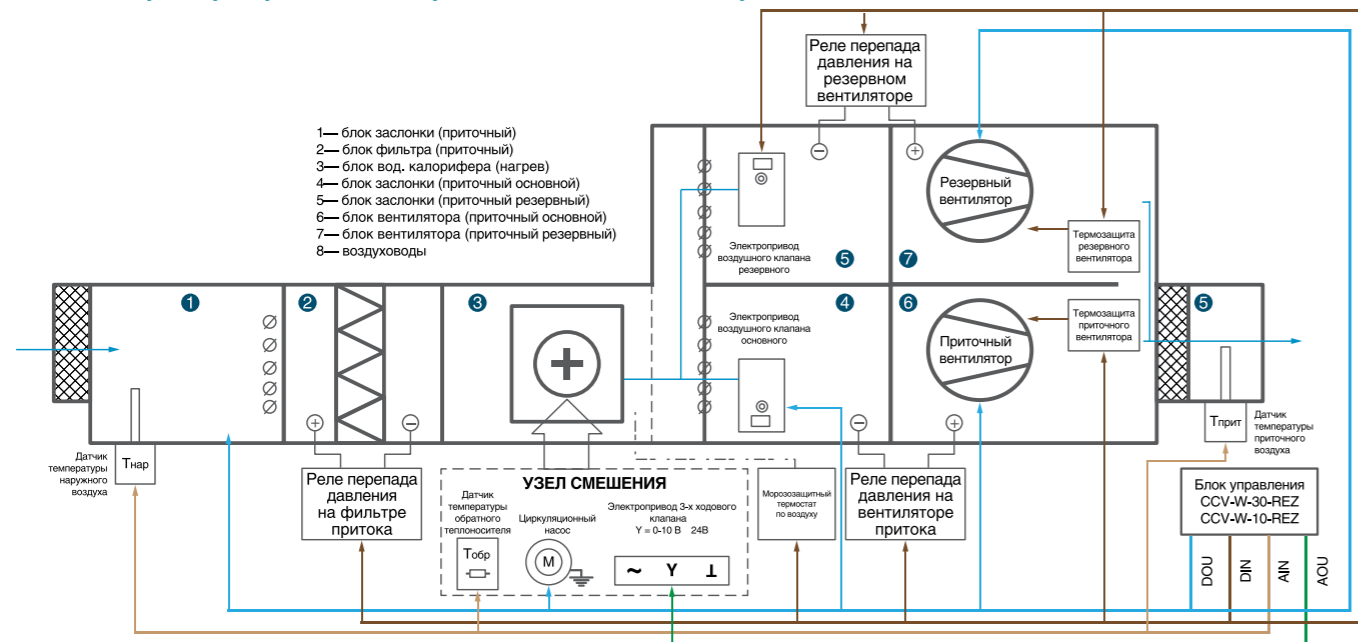 Реле перепада
давления на
резервном
вентиляторе
1— блок заслонки (приточный)
2— блок фильтра (приточный)
3— блок вод. калорифера (нагрев)
4— блок заслонки (приточный основной)
5— блок заслонки (приточный резервный)
6— блок вентилятора (приточный основной)
7— блок вентилятора (приточный резервный)
8— воздуховоды
Резервный
вентилятор
Термозащита
резервного
вентилятора
Электропривод
воздушного клапана
резервного
5
7
1
2
3
4
6
5
Электропривод
воздушного клапана
основного
Приточный
вентилятор
Термозащита
приточного
вентилятора
Датчик
температуры
наружного
воздуха
Тнар
Тприт
Датчик
температуры
приточного
воздуха
Реле перепада
давления
на фильтре
притока
УЗЕЛ СМЕШЕНИЯ
Датчик
температуры
обратного
теплоносителя
Тобр
Циркуляционный
насос
М
Электропривод 3-х ходового
клапана
Y = 0-10 В 24В
~ Y ⊥
Морозозащитный
термостат
по воздуху
Реле перепада
давления на
вентиляторе
притока
Блок управления
CCV-W-30-REZ
CCV-W-10-REZ
DOU
DIN
AIN
AOU